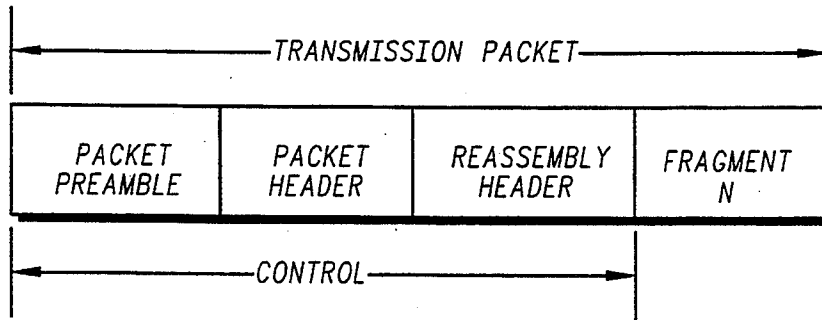 TRANSMISSION PACKET
PACKET PREAMBLE
PACKET HEADER
REASSEMBLY HEADER
FRAGMENT N
CONTROL